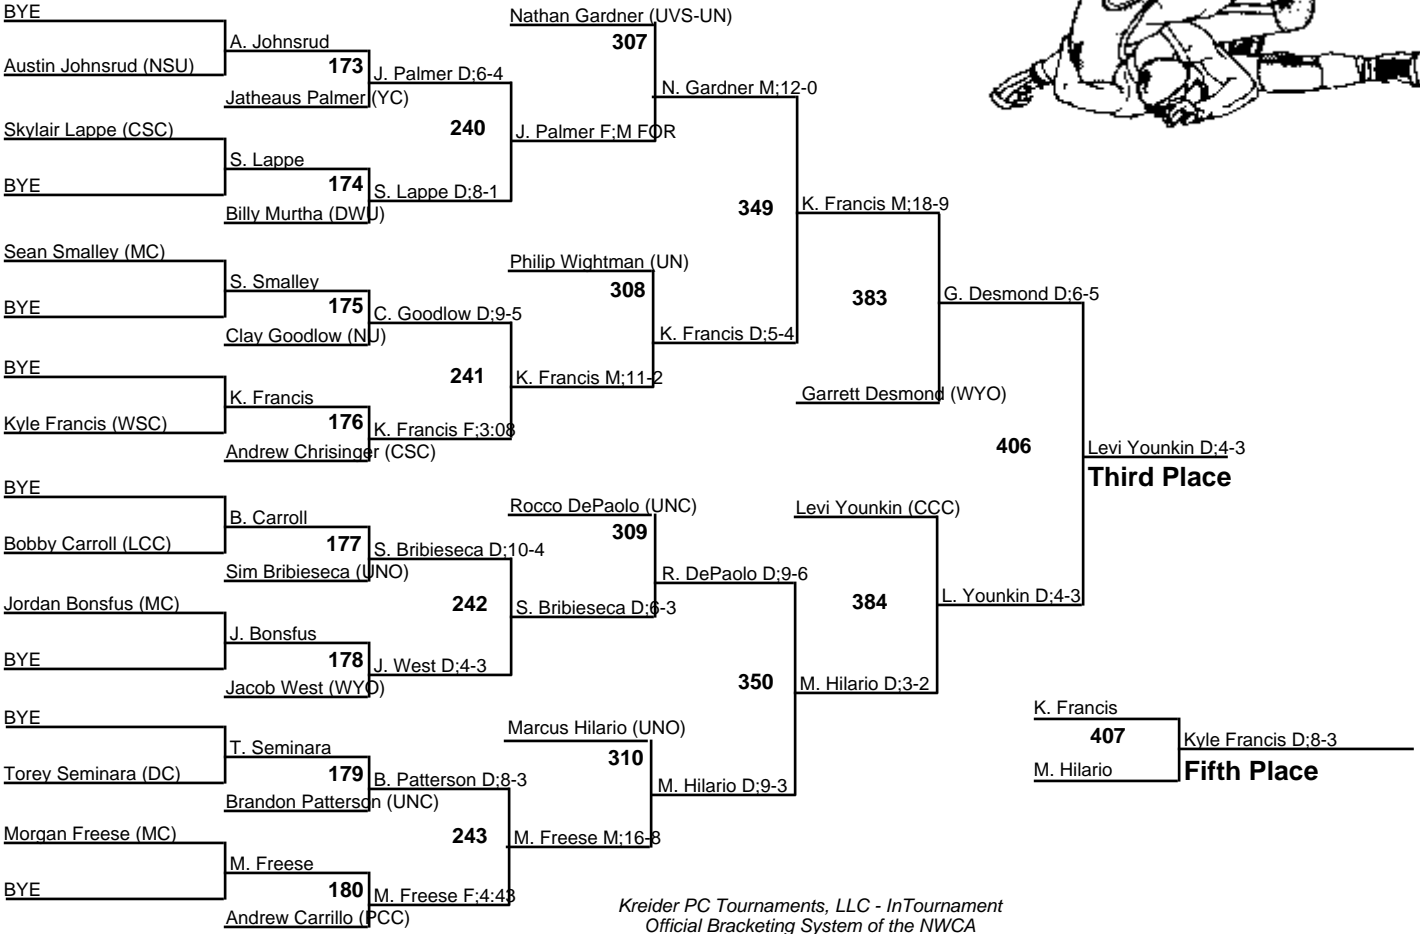 BYE
Austin Johnsrud (NSU)
Skylair Lappe (CSC)
BYE
Sean Smalley (MC)
BYE
BYE
Kyle Francis (WSC)
BYE
Bobby Carroll (LCC)
Jordan Bonsfus (MC)
BYE
BYE
Torey Seminara (DC)
Morgan Freese (MC)
BYE
A. Johnsrud
173
Jatheaus Palmer (YC)
S. Lappe
174
Billy Murtha (DWU)
S. Smalley
175
Clay Goodlow (NU)
K. Francis
176
Andrew Chrisinger (CSC)
B. Carroll
177
Sim Bribieseca (UNO)
J. Bonsfus
178
Jacob West (WYO)
T. Seminara
179
Brandon Patterson (UNC)
M. Freese
180
Andrew Carrillo (PCC)
J. Palmer D;6-4
240
S. Lappe D;8-1
C. Goodlow D;9-5
241
K. Francis F;3:08
S. Bribieseca D;10-4
242
J. West D;4-3
B. Patterson D;8-3
243
M. Freese F;4:43
Nathan Gardner (UVS-UN)
307
J. Palmer F;M FOR
Philip Wightman (UN)
308
K. Francis M;11-2
Rocco DePaolo (UNC)
309
S. Bribieseca D;6-3
Marcus Hilario (UNO)
310
M. Freese M;16-8
N. Gardner M;12-0
349
K. Francis D;5-4
R. DePaolo D;9-6
350
M. Hilario D;9-3
K. Francis M;18-9
383
Garrett Desmond (WYO)
Levi Younkin (CCC)
384
M. Hilario D;3-2
G. Desmond D;6-5
406
L. Younkin D;4-3
Levi Younkin D;4-3
Third Place
K. Francis
407
M. Hilario
Kyle Francis D;8-3
Fifth Place
Kreider PC Tournaments, LLC - InTournament
Official Bracketing System of the NWCA